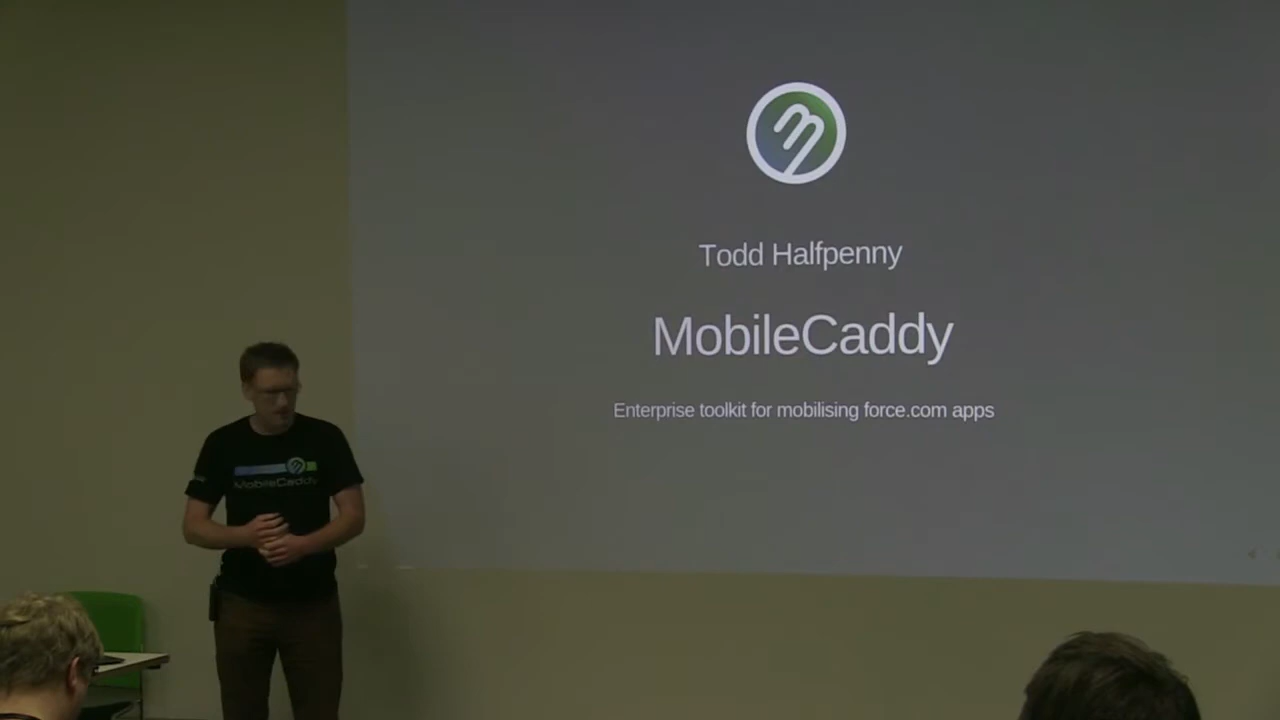 Todd Halfpenny
MobileCaddy
Enterprise toolkit for mobilising force.com apps
MobileCaddy